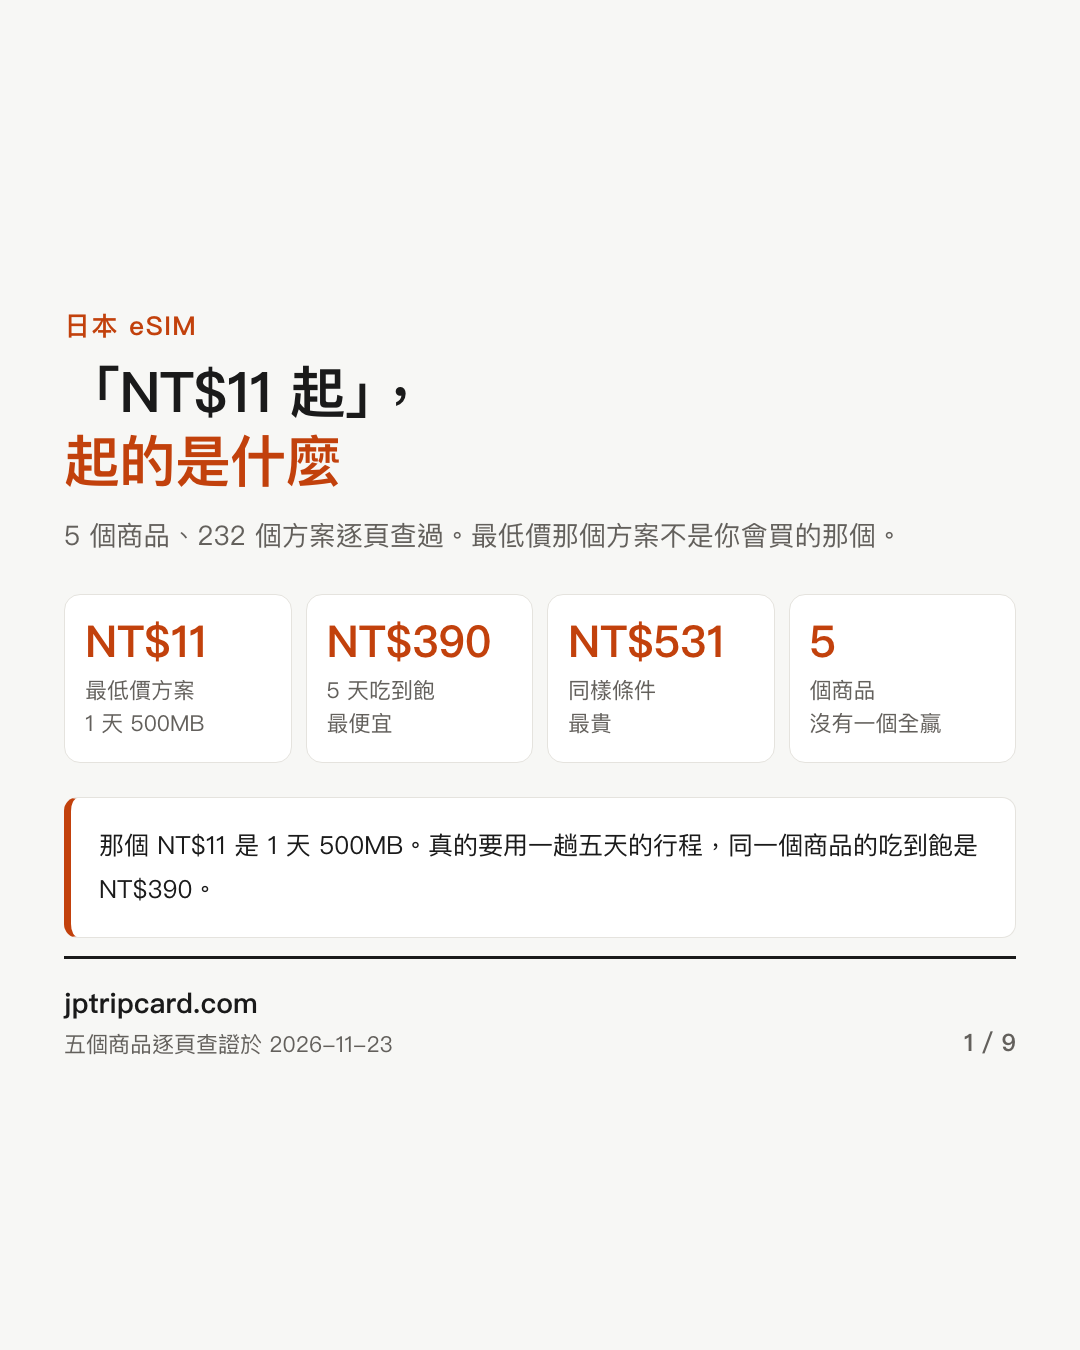 日本 eSIM
「NT$11 起」，
起的是什麼
5 個商品、232 個方案逐頁查過。最低價那個方案不是你會買的那個。
NT$11
最低價方案
1 天 500MB
NT$390
5 天吃到飽
最便宜
NT$531
同樣條件
最貴
5
個商品
沒有一個全贏
那個 NT$11 是 1 天 500MB。真的要用一趟五天的行程，同一個商品的吃到飽是
NT$390。
jptripcard.com
五個商品逐頁查證於 2026-11-23
1 / 9